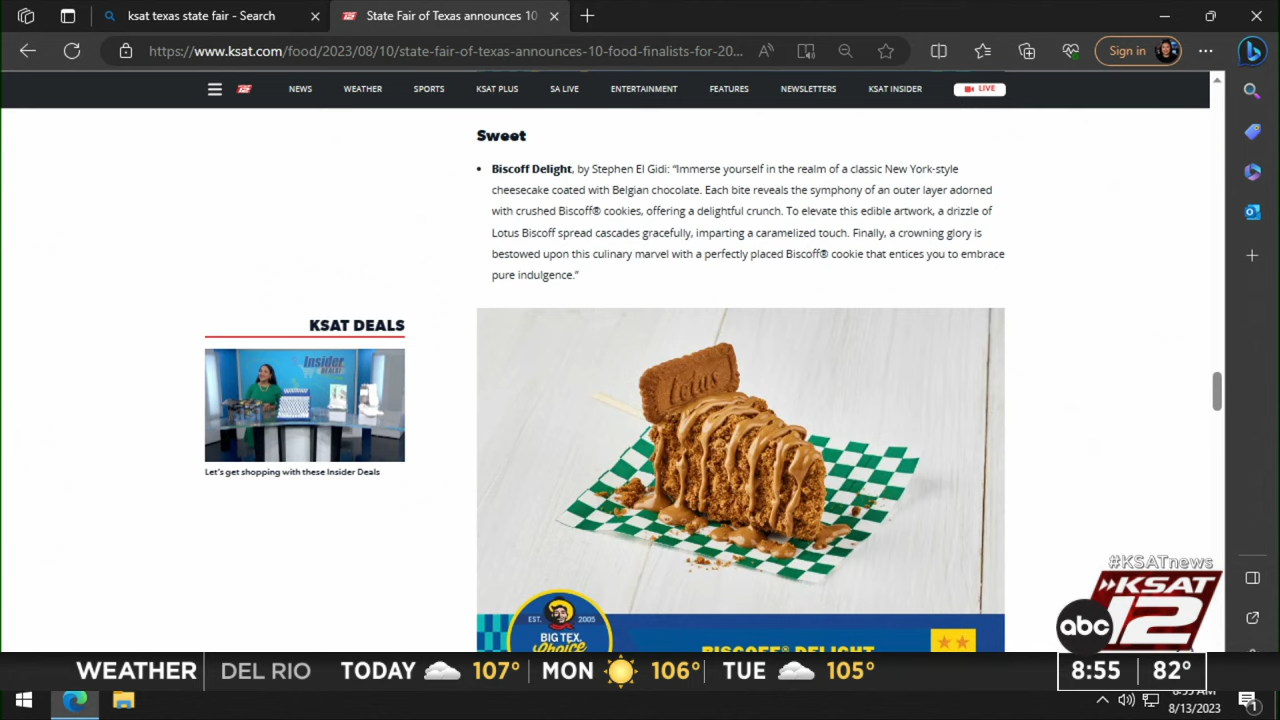 ksat texas state fair - Search
State Fair of Texas announces 10
https://www.ksat.com/food/2023/08/10/state-fair-of-texas-announces-10-food-finalists-for-20...
Sign in
NEWS
WEATHER
SPORTS
KSAT PLUS
SA LIVE
ENTERTAINMENT
FEATURES
NEWSLETTERS
KSAT INSIDER
LIVE
Sweet
• Biscoff Delight, by Stephen El Gidi: “Immerse yourself in the realm of a classic New York-style
cheesecake coated with Belgian chocolate. Each bite reveals the symphony of an outer layer adorned
with crushed Biscoff® cookies, offering a delightful crunch. To elevate this edible artwork, a drizzle of
Lotus Biscoff spread cascades gracefully, imparting a caramelized touch. Finally, a crowning glory is
bestowed upon this culinary marvel with a perfectly placed Biscoff® cookie that entices you to embrace
pure indulgence.”
KSAT DEALS
Insider
DEALS!
Let's get shopping with these Insider Deals
Lotus
EST. 2005
BIG TEX
Choice
BISCOFF® DELIGHT
#KSATnews
KSAT
abc 12
WEATHER DEL RIO TODAY 107° MON 106° TUE 105° 8:55 82°
8/13/2023
1